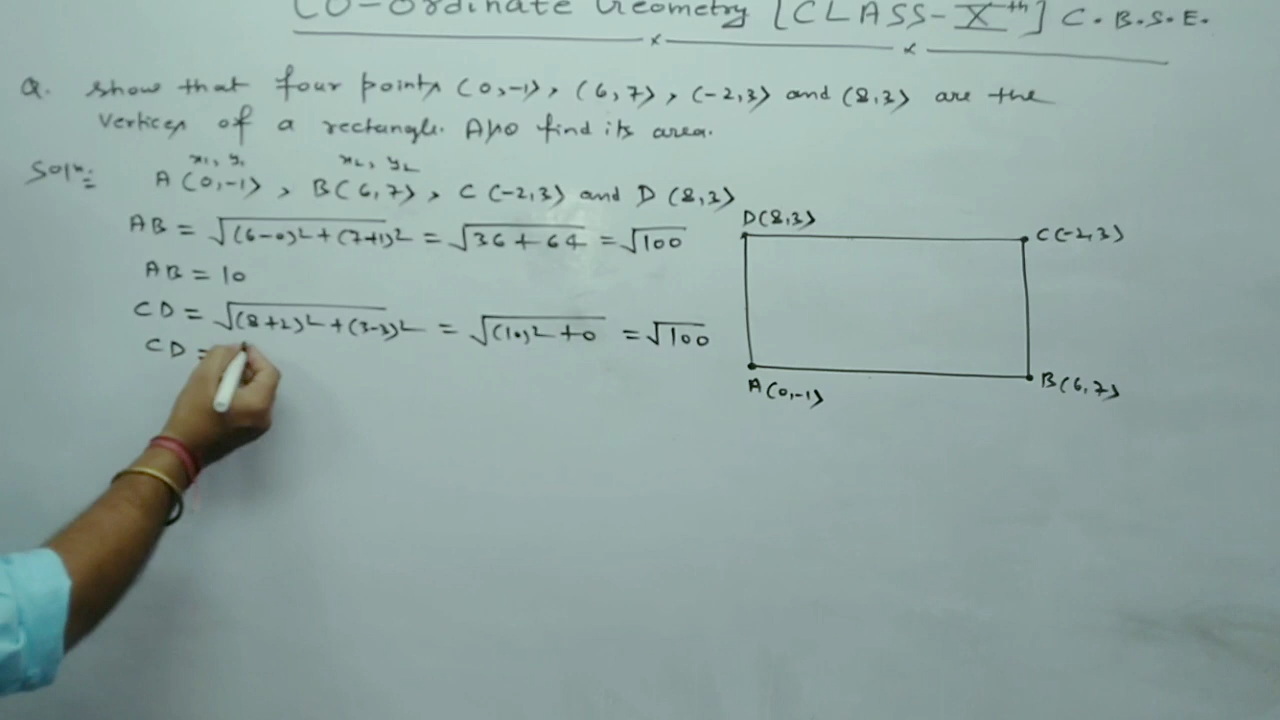 Co-ordinate Geometry [CLASS-Xth] C.B.S.E.
Q. Show that four points (0,-1), (6,7), (-2,3) and (8,3) are the
vertices of a rectangle. Also find its area.
x₁, y₁ x₂, y₂
Soln:= A(0,-1), B(6,7), C(-2,3) and D(8,3)
AB = √(6-0)²+(7+1)² = √36+64 = √100
AB = 10
CD = √(8+2)²+(3-3)² = √(10)²+0 = √100
CD =
D(8,3)
C(-2,3)
A(0,-1)
B(6,7)